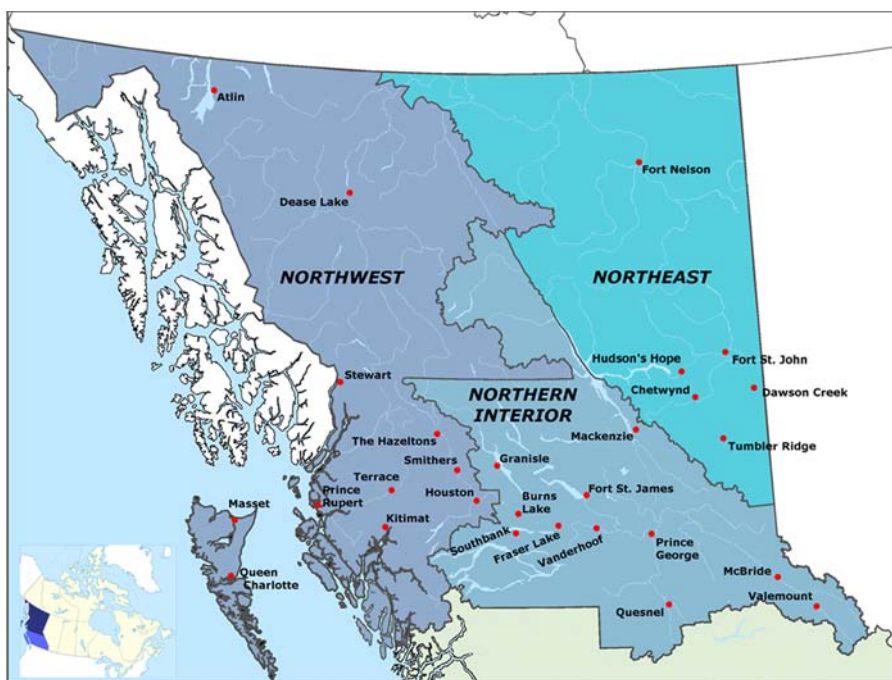 Atlin
Fort Nelson
Dease Lake
NORTHWEST
NORTHEAST
Hudson's Hope
Fort St. John
Stewart
Chetwynd
Dawson Creek
NORTHERN
INTERIOR
Mackenzie
The Hazeltons
Tumbler Ridge
Smithers
Granisle
Terrace
Prince
Rupert
Houston
Fort St. James
Masset
Burns
Lake
Kitimat
Southbank
Fraser Lake
Vanderhoof
Prince
George
Queen
Charlotte
McBride
Valemount
Quesnel